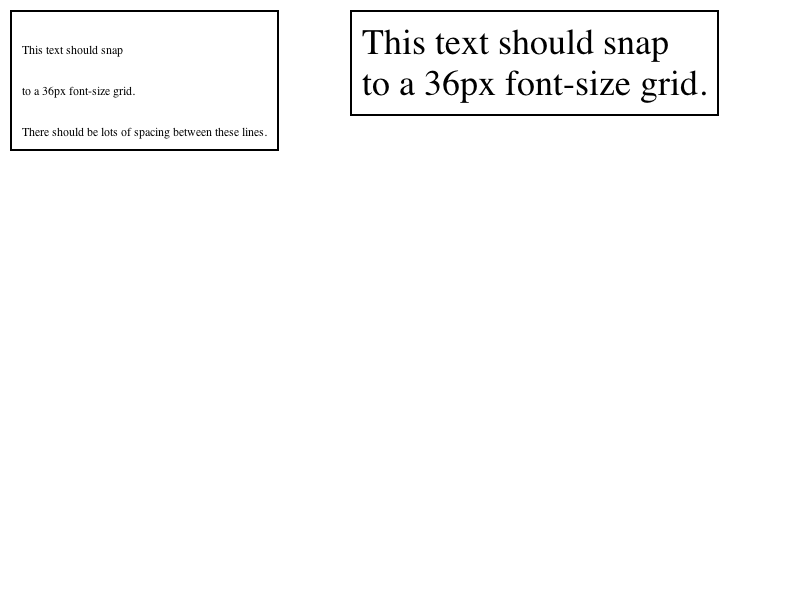 This text should snap
to a 36px font-size grid.
There should be lots of spacing between these lines.
This text should snap
to a 36px font-size grid.